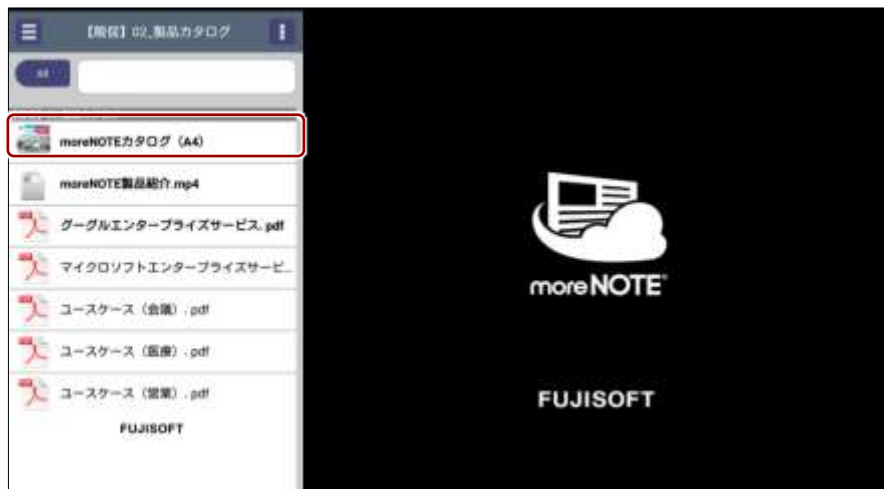 02_製品カタログ
moreNOTEカタログ（A4）
moreNOTE製品紹介.mp4
グーグルエンタープライズサービス.pdf
マイクロソフトエンタープライズサービ...
ユースケース（会議）.pdf
ユースケース（医療）.pdf
ユースケース（営業）.pdf
FUJISOFT
moreNOTE
FUJISOFT